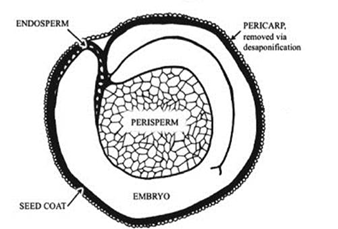 ENDOSPERM
PERICARP,
removed via
desaponification
PERISPERM
EMBRYO
SEED COAT